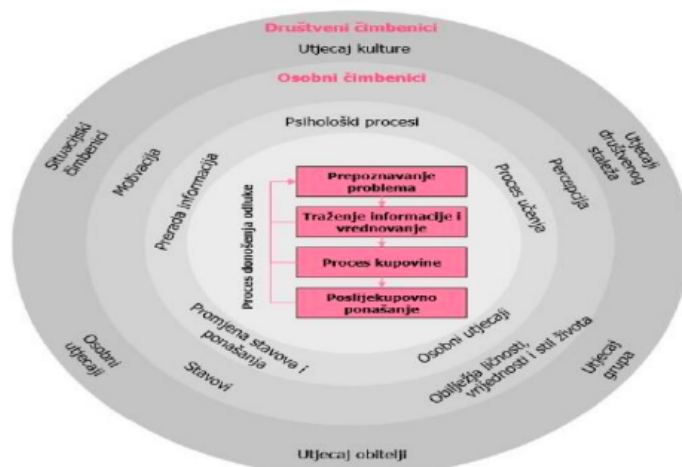 Društveni čimbenici
Utjecaj kulture
Osobni čimbenici
Psihološki procesi
Situacijski
čimbenici
Motivacija
Prerada informacija
Proces donošenja odluke
Prepoznavanje
problema
Traženje informacije i
vrednovanje
Proces kupovine
Poslijekupovno
ponašanje
Proces učenja
Percepcija
Utjecaji
društvenog
staleža
Osobni
utjecaji
Stavovi
Promjena stavova i
ponašanja
Osobni utjecaji
Obilježja ličnosti,
vrijednosti i stil života
Utjecaj
grupa
Utjecaj obitelji